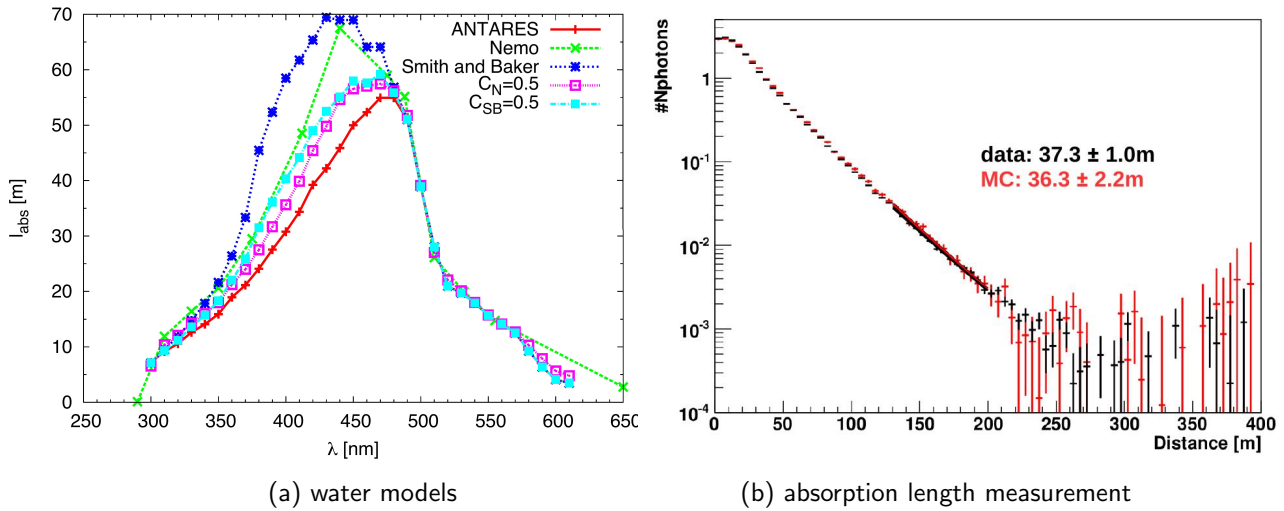 70
60
50
40
30
20
10
0
250 300 350 400 450 500 550 600 650
l_abs [m]
λ [nm]
ANTARES
Nemo
Smith and Baker
C_N=0.5
C_SB=0.5
(a) water models
#Nphotons
1
10^-1
10^-2
10^-3
10^-4
data: 37.3 ± 1.0m
MC: 36.3 ± 2.2m
0 50 100 150 200 250 300 350 400
Distance [m]
(b) absorption length measurement